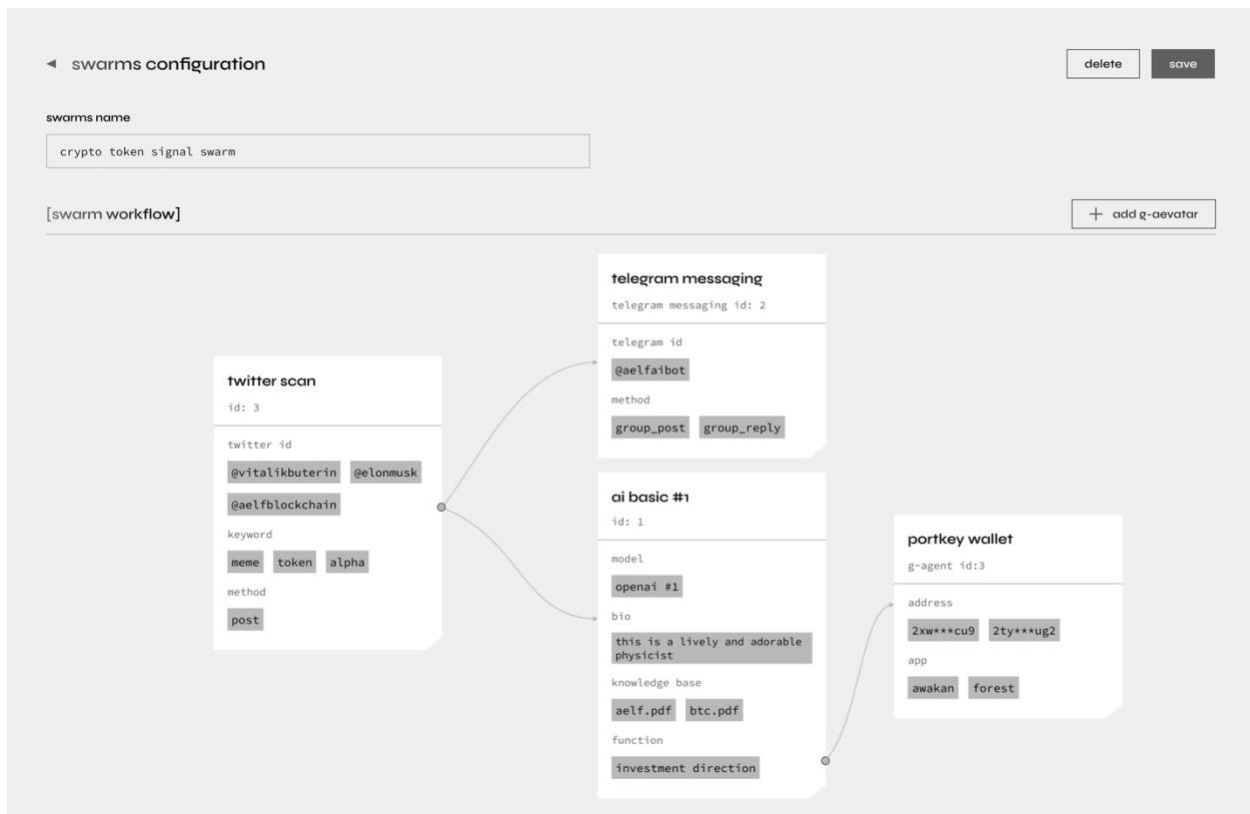 swarms configuration
delete
save
swarms name
crypto token signal swarm
[swarm workflow]
+ add g-aevatar
twitter scan
id: 3
twitter id
@vitalikbuterin @elonmusk
@aelfblockchain
keyword
meme token alpha
method
post
telegram messaging
telegram messaging id: 2
telegram id
@aelfaibot
method
group_post group_reply
ai basic #1
id: 1
model
openai #1
bio
this is a lively and adorable
physicist
knowledge base
aelf.pdf btc.pdf
function
investment direction
portkey wallet
g-agent id:3
address
2xw***cu9 2ty***ug2
app
awakan forest